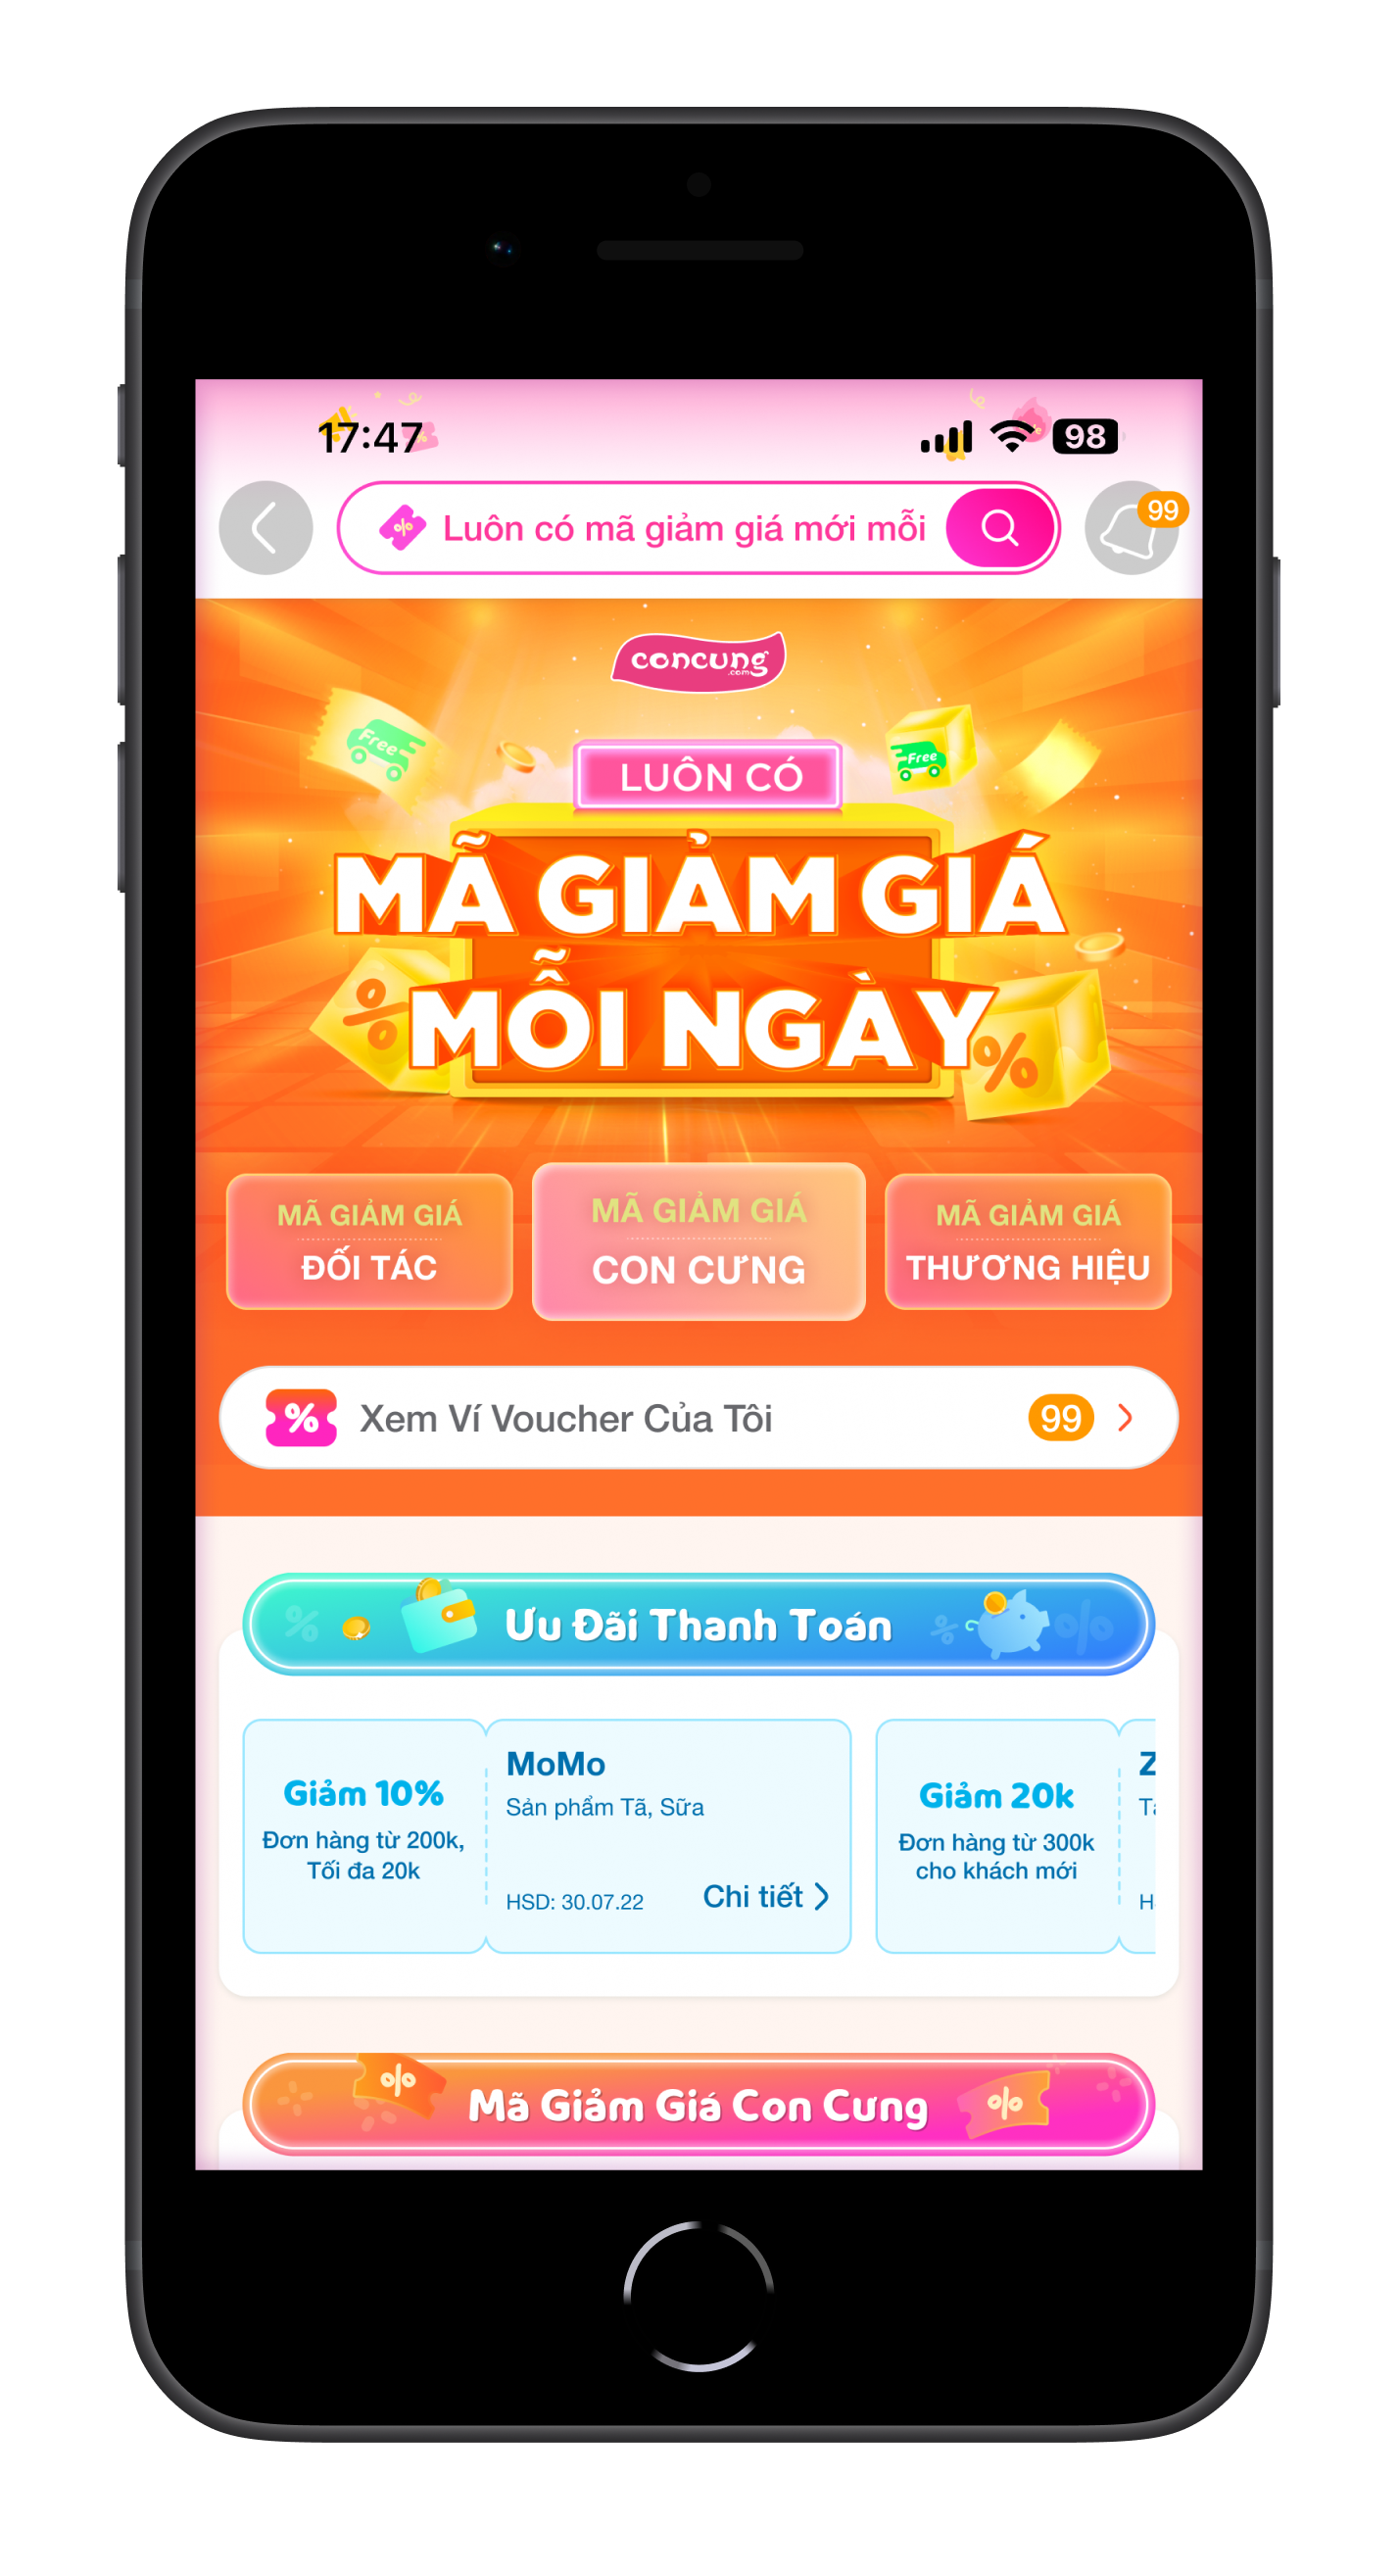 17:47
98
Luôn có mã giảm giá mới mỗi
99
concung
.com
Free
Free
LUÔN CÓ
MÃ GIẢM GIÁ
MỖI NGÀY
%
%
MÃ GIẢM GIÁ
ĐỐI TÁC
MÃ GIẢM GIÁ
CON CƯNG
MÃ GIẢM GIÁ
THƯƠNG HIỆU
% Xem Ví Voucher Của Tôi 99
Ưu Đãi Thanh Toán
Giảm 10%
Đơn hàng từ 200k,
Tối đa 20k
MoMo
Sản phẩm Tã, Sữa
HSD: 30.07.22 Chi tiết
Giảm 20k
Đơn hàng từ 300k
cho khách mới
Z
% Mã Giảm Giá Con Cưng %